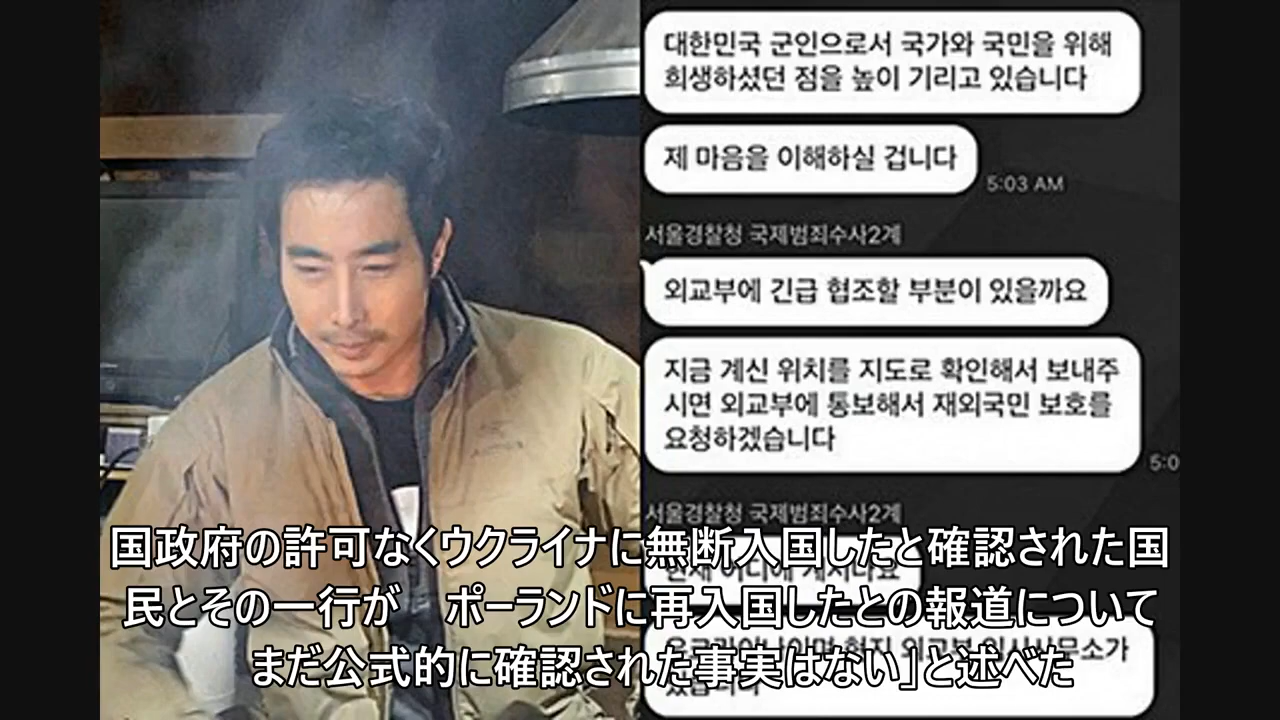 대한민국 군인으로서 국가와 국민을 위해
희생하셨던 점을 높이 기리고 있습니다
제 마음을 이해하실 겁니다
5:03 AM
서울경찰청 국제범죄수사2계
외교부에 긴급 협조할 부분이 있을까요
지금 계신 위치를 지도로 확인해서 보내주
시면 외교부에 통보해서 재외국민 보호를
요청하겠습니다
5:0
서울경찰청 국제범죄수사2계
国政府の許可なくウクライナに無断入国したと確認された国
民とその一行が ポーランドに再入国したとの報道について
まだ公式的に確認された事実はない」と述べた